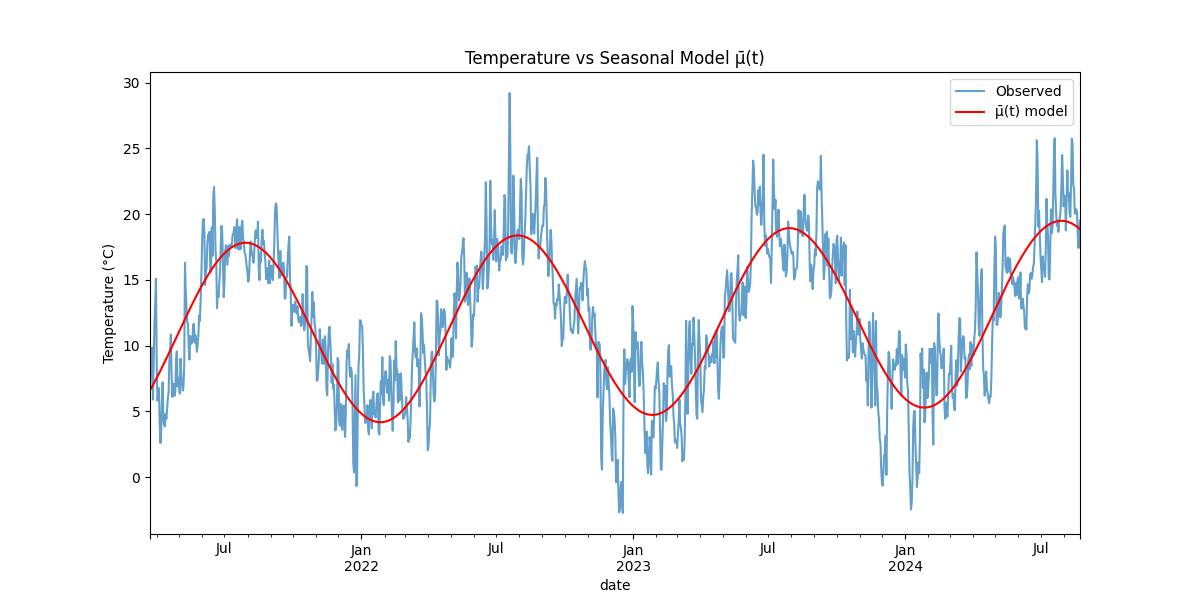 Temperature vs Seasonal Model μ̄(t)
Observed
μ̄(t) model
Temperature (°C)
30
25
20
15
10
5
0
Jul
Jan
2022
Jul
Jan
2023
Jul
Jan
2024
Jul
date